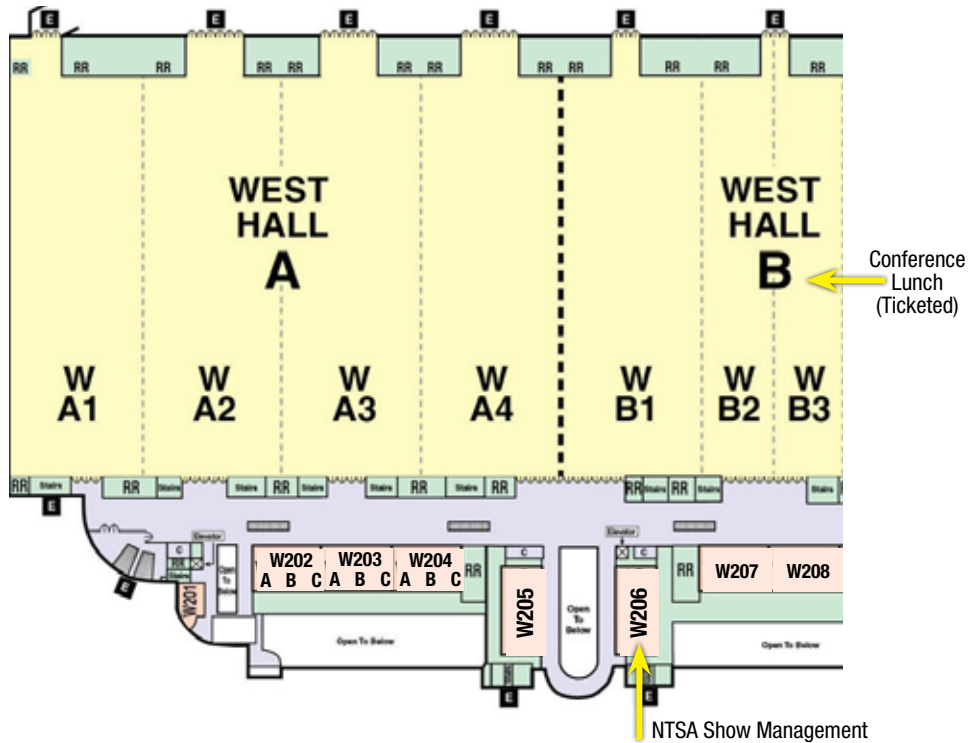 E E E E E E
RR RR RR RR RR RR RR RR RR RR RR
WEST
HALL
A
WEST
HALL
B
Conference
Lunch
(Ticketed)
W
A1
W
A2
W
A3
W
A4
W
B1
W
B2
W
B3
RR Stairs RR Stairs Stairs RR Stairs Stairs RR Stairs RR RR Stairs RR Stairs Stairs
E
Elevator
Elevator
C
RR
Stairs
E
W201
Open
To
Below
W202
A B C
W203
A B C
W204
A B C
RR
C
W205
Open
To
Below
C
W206
RR
W207
W208
Open To Below
Open To Below
E
E
NTSA Show Management